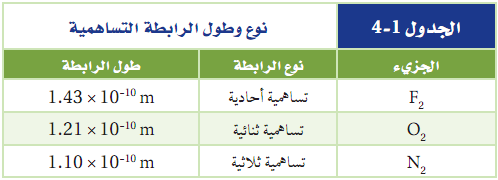 الجدول 1-4 نوع وطول الرابطة التساهمية
الجزيء نوع الرابطة طول الرابطة
F₂ تساهمية أحادية 1.43 × 10⁻¹⁰ m
O₂ تساهمية ثنائية 1.21 × 10⁻¹⁰ m
N₂ تساهمية ثلاثية 1.10 × 10⁻¹⁰ m